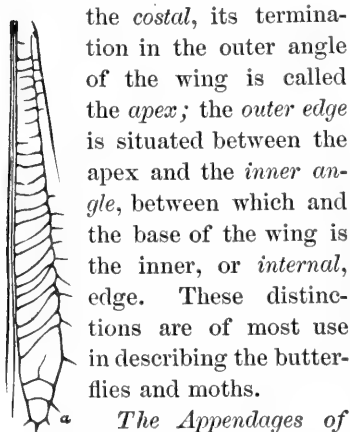 the costal, its termina-
tion in the outer angle
of the wing is called
the apex; the outer edge
is situated between the
apex and the inner an-
gle, between which and
the base of the wing is
the inner, or internal,
edge. These distinc-
tions are of most use
in describing the butter-
flies and moths.
a The Appendages of